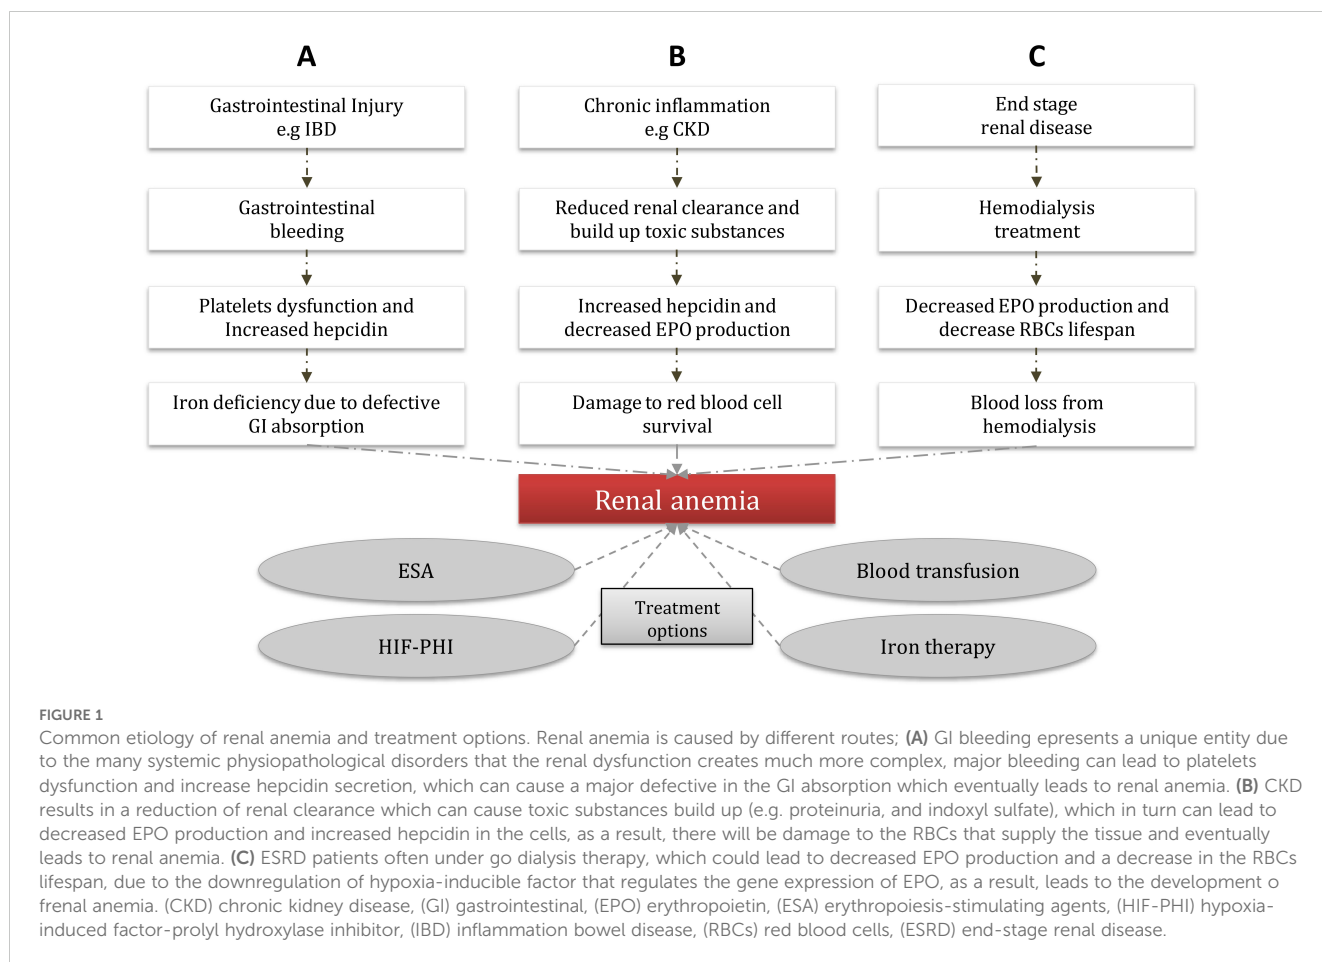 A
Gastrointestinal Injury
e.g IBD
Gastrointestinal
bleeding
Platelets dysfunction and
Increased hepcidin
Iron deficiency due to defective
GI absorption
B
Chronic inflammation
e.g CKD
Reduced renal clearance and
build up toxic substances
Increased hepcidin and
decreased EPO production
Damage to red blood cell
survival
C
End stage
renal disease
Hemodialysis
treatment
Decreased EPO production and
decrease RBCs lifespan
Blood loss from
hemodialysis
Renal anemia
ESA
HIF-PHI
Treatment
options
Blood transfusion
Iron therapy
FIGURE 1
Common etiology of renal anemia and treatment options. Renal anemia is caused by different routes; (A) GI bleeding epresents a unique entity due
to the many systemic physiopathological disorders that the renal dysfunction creates much more complex, major bleeding can lead to platelets
dysfunction and increase hepcidin secretion, which can cause a major defective in the GI absorption which eventually leads to renal anemia. (B) CKD
results in a reduction of renal clearance which can cause toxic substances build up (e.g. proteinuria, and indoxyl sulfate), which in turn can lead to
decreased EPO production and increased hepcidin in the cells, as a result, there will be damage to the RBCs that supply the tissue and eventually
leads to renal anemia. (C) ESRD patients often under go dialysis therapy, which could lead to decreased EPO production and a decrease in the RBCs
lifespan, due to the downregulation of hypoxia-inducible factor that regulates the gene expression of EPO, as a result, leads to the development o
frenal anemia. (CKD) chronic kidney disease, (GI) gastrointestinal, (EPO) erythropoietin, (ESA) erythropoiesis-stimulating agents, (HIF-PHI) hypoxia-
induced factor-prolyl hydroxylase inhibitor, (IBD) inflammation bowel disease, (RBCs) red blood cells, (ESRD) end-stage renal disease.